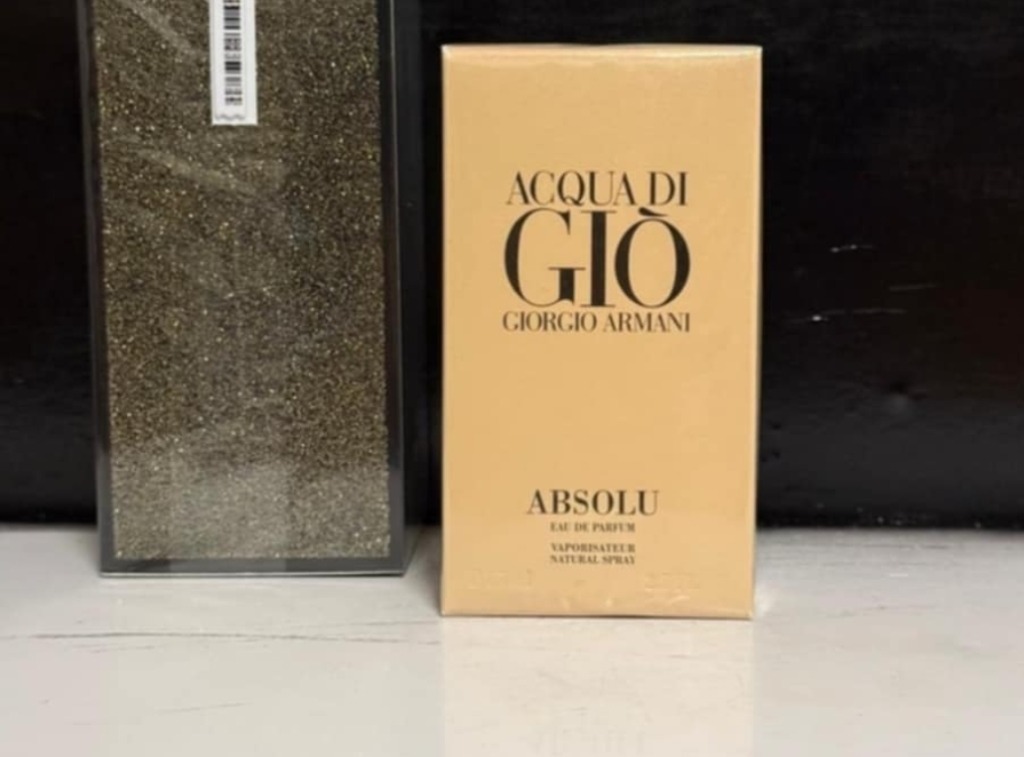 ACQUA DI
GIÒ
GIORGIO ARMANI
ABSOLU
EAU DE PARFUM
VAPORISATEUR
NATURAL SPRAY